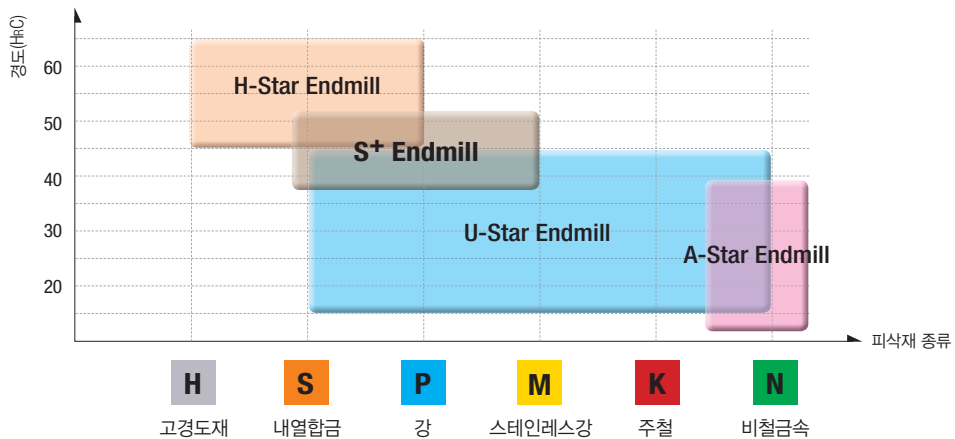 경도(HRC)
60
50
40
30
20
H-Star Endmill
S+ Endmill
U-Star Endmill
A-Star Endmill
피삭재 종류
H S P M K N
고경도재 내열합금 강 스테인레스강 주철 비철금속